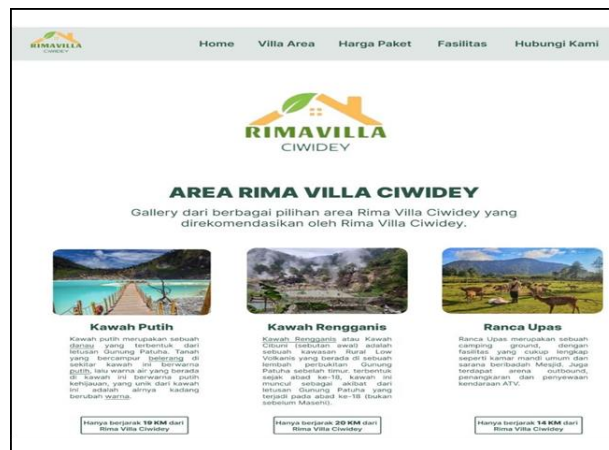 RIMAVILLA
CIWIDEY
Home Villa Area Harga Paket Fasilitas Hubungi Kami
RIMAVILLA
CIWIDEY
AREA RIMA VILLA CIWIDEY
Gallery dari berbagai pilihan area Rima Villa Ciwidey yang
direkomendasikan oleh Rima Villa Ciwidey.
Kawah Putih
Kawah putih merupakan sebuah
danau yang terbentuk dari
letusan Gunung Patuha. Tanah
yang bercampur belerang di
sekitar kawah ini berwarna
putih, lalu warna air yang berada
di kawah ini berwarna putih
kehijauan, yang unik dari kawah
ini adalah airnya kadang
berubah warna.
Hanya berjarak 19 KM dari
Rima Villa Ciwidey
Kawah Rengganis
Kawah Rengganis atau Kawah
Cibuni (sebutan awal) adalah
sebuah kawasan Rural Low
Volkanis yang berada di sebuah
lembah perbukitan Gunung
Patuha sebelah timur. terbentuk
sejak abad ke-18, kawah ini
muncul sebagai akibat dari
letusan Gunung Patuha yang
terjadi pada abad ke-18 (bukan
sebelum Masehi).
Hanya berjarak 20 KM dari
Rima Villa Ciwidey
Ranca Upas
Ranca Upas merupakan sebuah
camping ground, dengan
fasilitas yang cukup lengkap
seperti kamar mandi umum dan
sarana beribadah Mesjid. Juga
terdapat arena outbound,
penangkaran dan penyewaan
kendaraan ATV.
Hanya berjarak 14 KM dari
Rima Villa Ciwidey